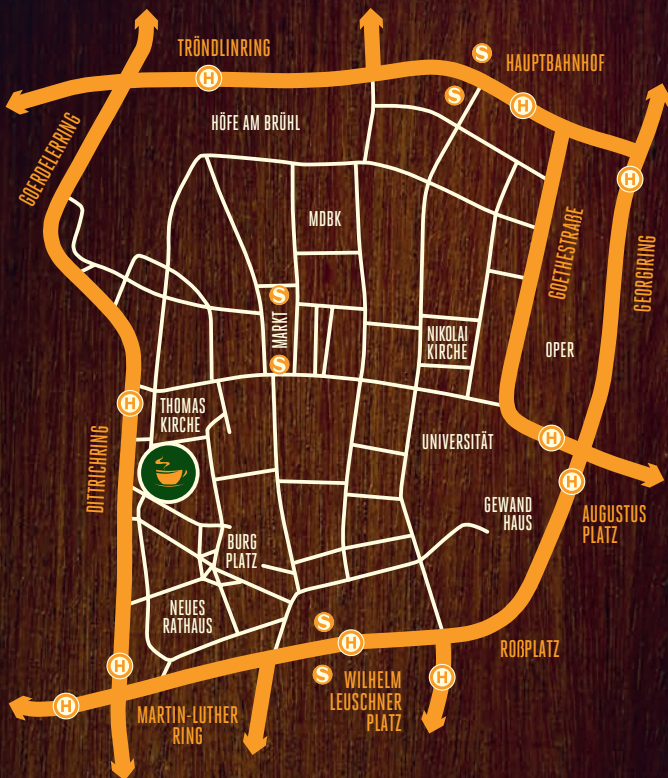 TRÖNDLINRING
H
S
HAUPTBAHNHOF
S
H
HÖFE AM BRÜHL
GOERDELERRING
H
MDBK
GOETHESTRAßE
GEORGIRING
S
MARKT
S
NIKOLAI
KIRCHE
OPER
H
THOMAS
KIRCHE
DITTRICHRING
UNIVERSITÄT
H
H
GEWAND
HAUS
AUGUSTUS
PLATZ
BURG
PLATZ
NEUES
RATHAUS
S
H
ROßPLATZ
H
S
WILHELM
LEUSCHNER
PLATZ
H
H
MARTIN-LUTHER
RING